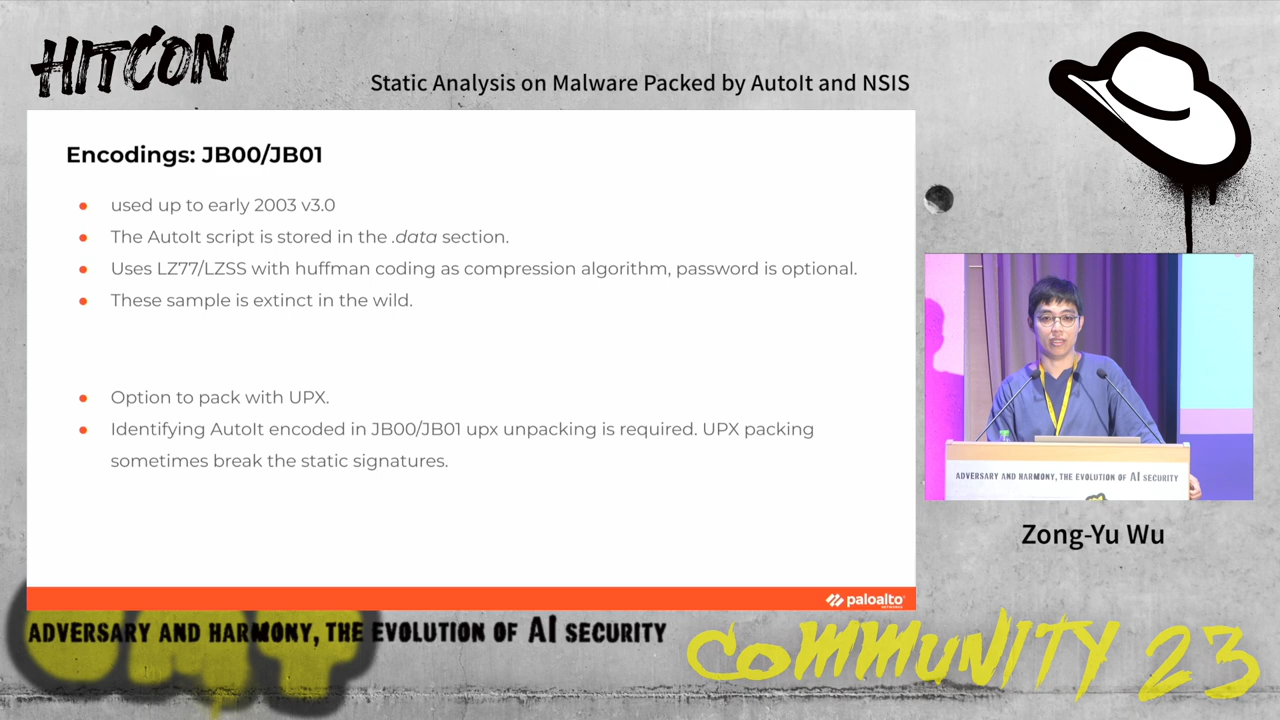 HITCON
Static Analysis on Malware Packed by AutoIt and NSIS
Encodings: JB00/JB01
used up to early 2003 v3.0
The AutoIt script is stored in the .data section.
Uses LZ77/LZSS with huffman coding as compression algorithm, password is optional.
These sample is extinct in the wild.
Option to pack with UPX.
Identifying AutoIt encoded in JB00/JB01 upx unpacking is required. UPX packing
sometimes break the static signatures.
paloalto
NETWORKS
ADVERSARY AND HARMONY, THE EVOLUTION OF AI SECURITY
Zong-Yu Wu
ADVERSARY AND HARMONY, THE EVOLUTION OF AI SECURITY
COMMUNITY 23